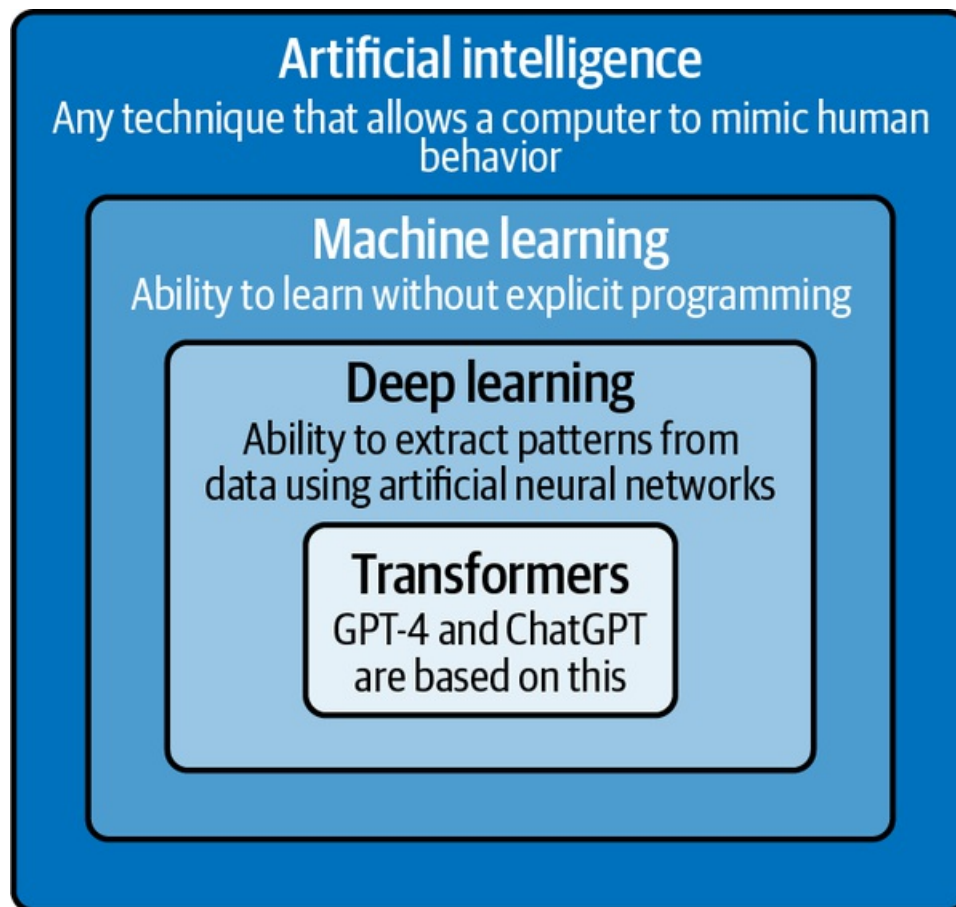 Artificial intelligence
Any technique that allows a computer to mimic human
behavior
Machine learning
Ability to learn without explicit programming
Deep learning
Ability to extract patterns from
data using artificial neural networks
Transformers
GPT-4 and ChatGPT
are based on this